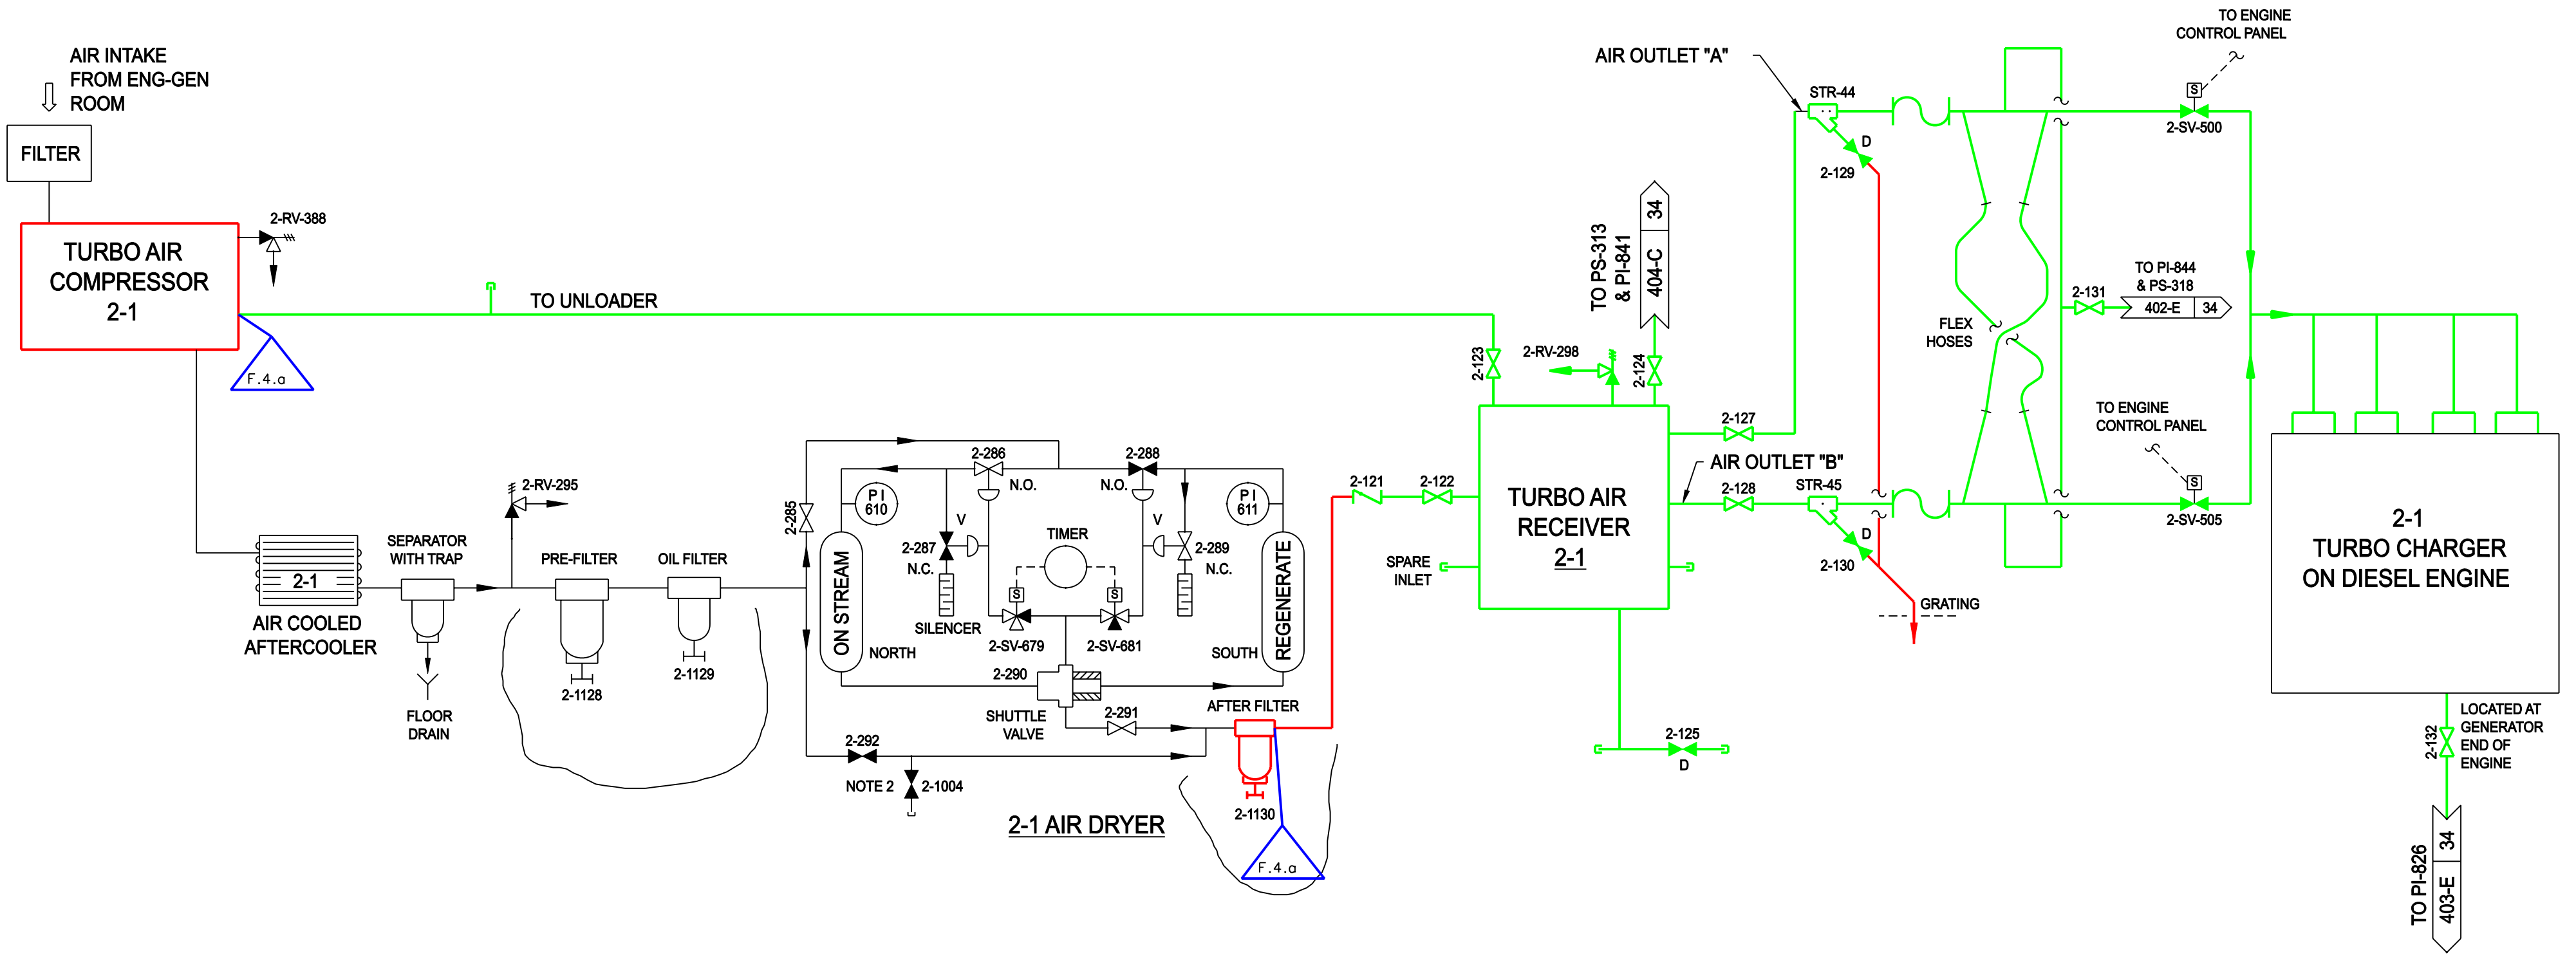 AIR INTAKE
FROM ENG-GEN
ROOM
FILTER
TURBO AIR
COMPRESSOR
2-1
2-RV-388
F.4.a
TO UNLOADER
2-1
AIR COOLED
AFTERCOOLER
SEPARATOR
WITH TRAP
FLOOR
DRAIN
2-RV-295
PRE-FILTER
2-1128
OIL FILTER
2-1129
2-285
ON STREAM
NORTH
PI
610
2-286
N.O.
2-288
N.O.
PI
611
V
2-287
N.C.
SILENCER
TIMER
V
2-289
N.C.
S
S
2-SV-679
2-SV-681
SOUTH
REGENERATE
2-290
SHUTTLE
VALVE
2-291
AFTER FILTER
2-292
NOTE 2
2-1004
2-1130
F.4.a
2-1 AIR DRYER
2-121
2-122
2-123
2-RV-298
2-124
TO PS-313
& PI-841
404-C
34
TURBO AIR
RECEIVER
2-1
SPARE
INLET
2-125
D
2-127
AIR OUTLET "B"
2-128
AIR OUTLET "A"
STR-44
D
2-129
STR-45
D
2-130
GRATING
FLEX
HOSES
2-131
TO PI-844
& PS-318
402-E
34
TO ENGINE
CONTROL PANEL
S
2-SV-500
TO ENGINE
CONTROL PANEL
S
2-SV-505
2-1
TURBO CHARGER
ON DIESEL ENGINE
2-132
LOCATED AT
GENERATOR
END OF
ENGINE
TO PI-826
403-E
34